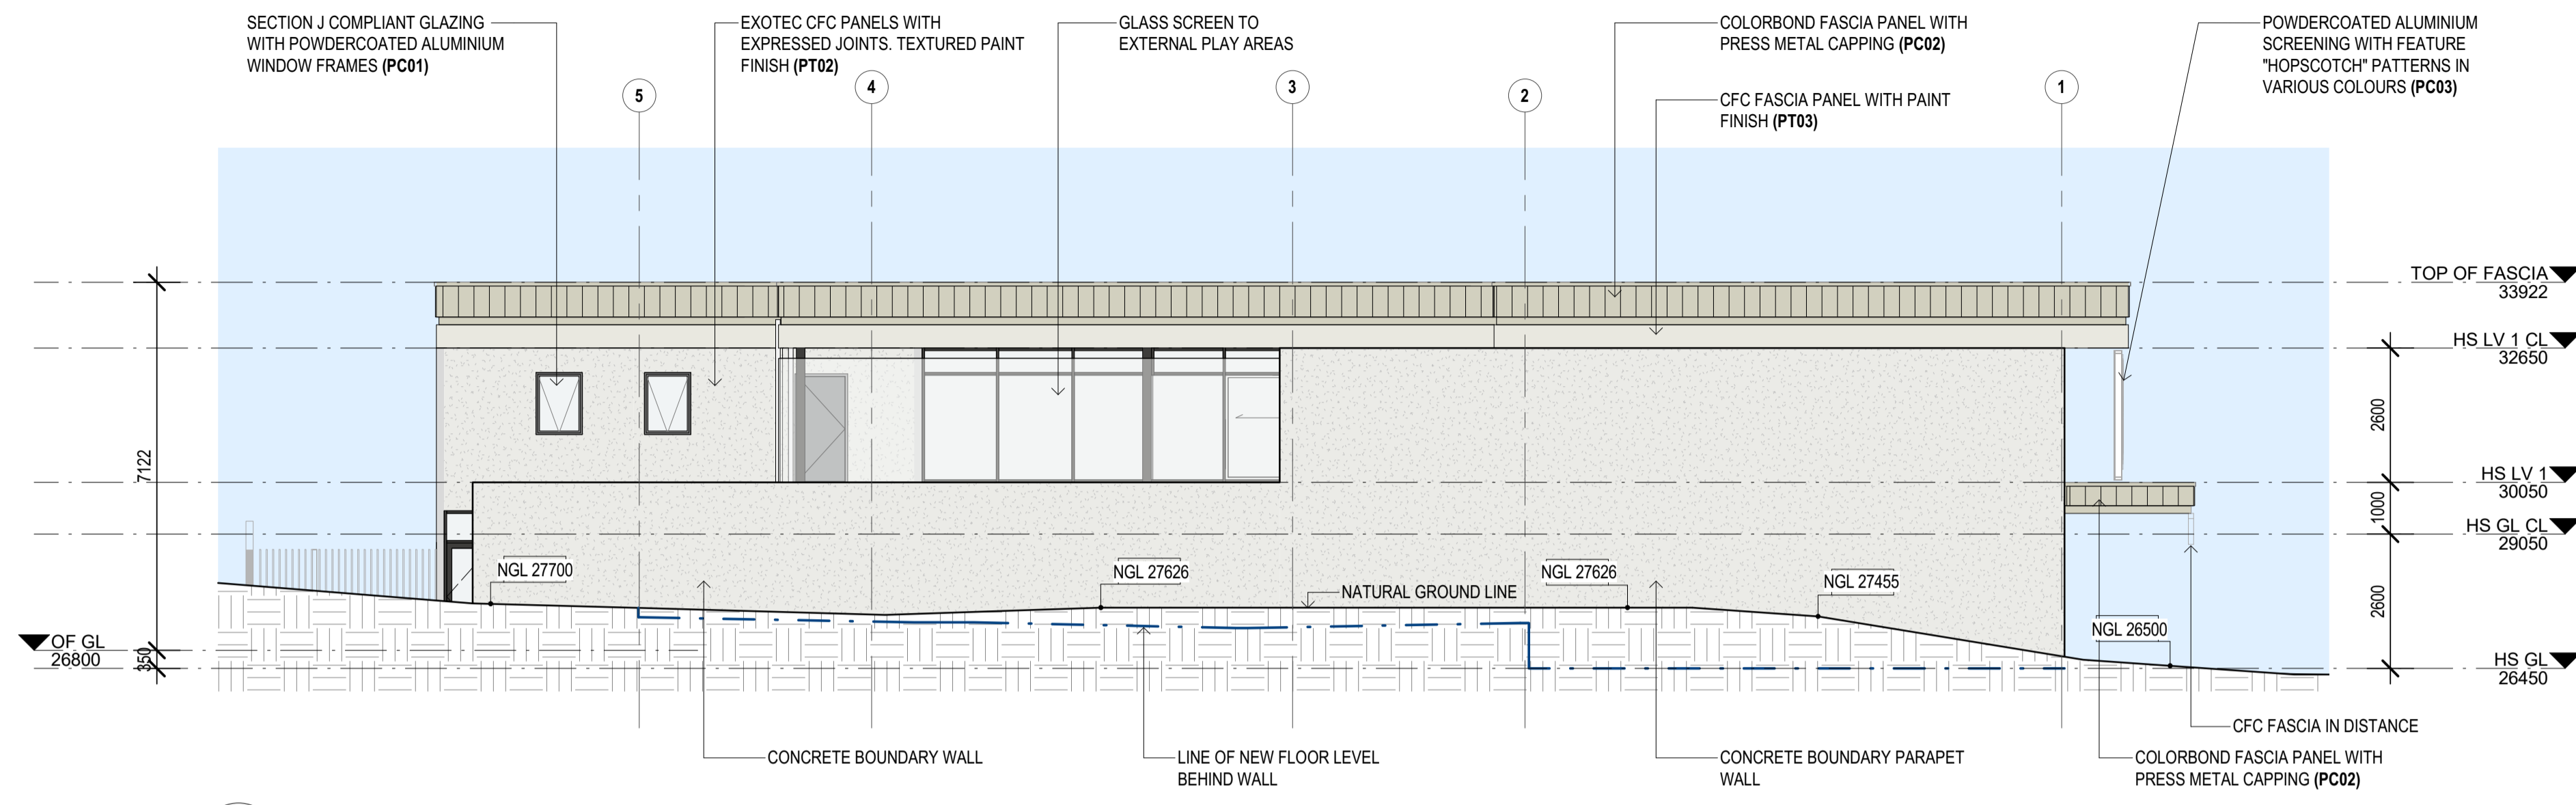 SECTION J COMPLIANT GLAZING
WITH POWDERCOATED ALUMINIUM
WINDOW FRAMES (PC01)
EXOTEC CFC PANELS WITH
EXPRESSED JOINTS. TEXTURED PAINT
FINISH (PT02)
GLASS SCREEN TO
EXTERNAL PLAY AREAS
COLORBOND FASCIA PANEL WITH
PRESS METAL CAPPING (PC02)
CFC FASCIA PANEL WITH PAINT
FINISH (PT03)
POWDERCOATED ALUMINIUM
SCREENING WITH FEATURE
"HOPSCOTCH" PATTERNS IN
VARIOUS COLOURS (PC03)
5
4
3
2
1
TOP OF FASCIA
33922
HS LV 1 CL
32650
2600
HS LV 1
30050
1000
HS GL CL
29050
2600
HS GL
26450
7122
OF GL
26800
350
NGL 27700
NGL 27626
NATURAL GROUND LINE
NGL 27626
NGL 27455
NGL 26500
CONCRETE BOUNDARY WALL
LINE OF NEW FLOOR LEVEL
BEHIND WALL
CONCRETE BOUNDARY PARAPET
WALL
CFC FASCIA IN DISTANCE
COLORBOND FASCIA PANEL WITH
PRESS METAL CAPPING (PC02)